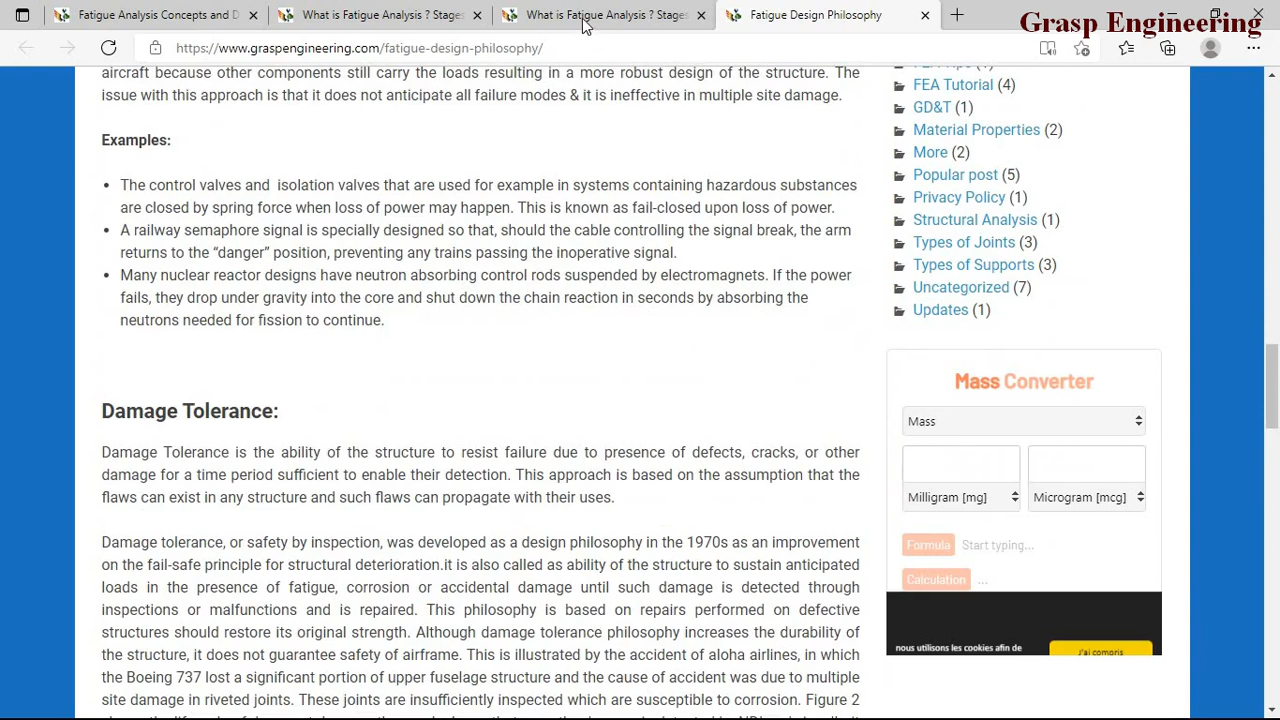 Fatigue Analysis Concepts and D
What is Fatigue Analysis ? Stages
What is Fatigue Analysis ? Stages
Fatigue Design Philosophy
Grasp Engineering
https://www.graspengineering.com/fatigue-design-philosophy/
aircraft because other components still carry the loads resulting in a more robust design of the structure. The
issue with this approach is that it does not anticipate all failure modes & it is ineffective in multiple site damage.
Examples:
The control and isolation valves that are used for example in systems containing hazardous substances
are closed by spring force when loss of power may happen. This is known as fail-closed upon loss of power.
A railway semaphore signal is specially designed so that, should the cable controlling the signal break, the arm
returns to the "danger" position, preventing any trains passing the inoperative signal.
Many nuclear reactor designs have neutron absorbing control rods suspended by electromagnets. If the power
fails, they drop under gravity into the core and shut down the chain reaction in seconds by absorbing the
neutrons needed for fission to continue.
Damage Tolerance:
Damage Tolerance is the ability of the structure to resist failure due to presence of defects, cracks, or other
damage for a time period sufficient to enable their detection. This approach is based on the assumption that the
flaws can exist in any structure and such flaws can propagate with their uses.
Damage tolerance, or safety by inspection, was developed as a design philosophy in the 1970s as an improvement
on the fail-safe principle for structural deterioration.it is also called as ability of the structure to sustain anticipated
loads in the presence of fatigue, corrosion or accidental damage until such damage is detected through
inspections or malfunctions and is repaired. This philosophy is based on repairs performed on defective
structures should restore its original strength. Although damage tolerance philosophy increases the durability of
the structure, it does not guarantee safety of airframe. This is illustrated by the accident of aloha airlines, in which
the Boeing 737 lost a significant portion of upper fuselage structure and the cause of accident was due to multiple
site damage in riveted joints. These joints are insufficiently inspected which are susceptible to corrosion. Figure 2
FEA Tutorial (4)
GD&T (1)
Material Properties (2)
More (2)
Popular post (5)
Privacy Policy (1)
Structural Analysis (1)
Types of Joints (3)
Types of Supports (3)
Uncategorized (7)
Updates (1)
Mass Converter
Mass
Milligram [mg] Microgram [mcg]
Formula Start typing...
Calculation ...
nous utilisons les cookies afin de
J'ai compris